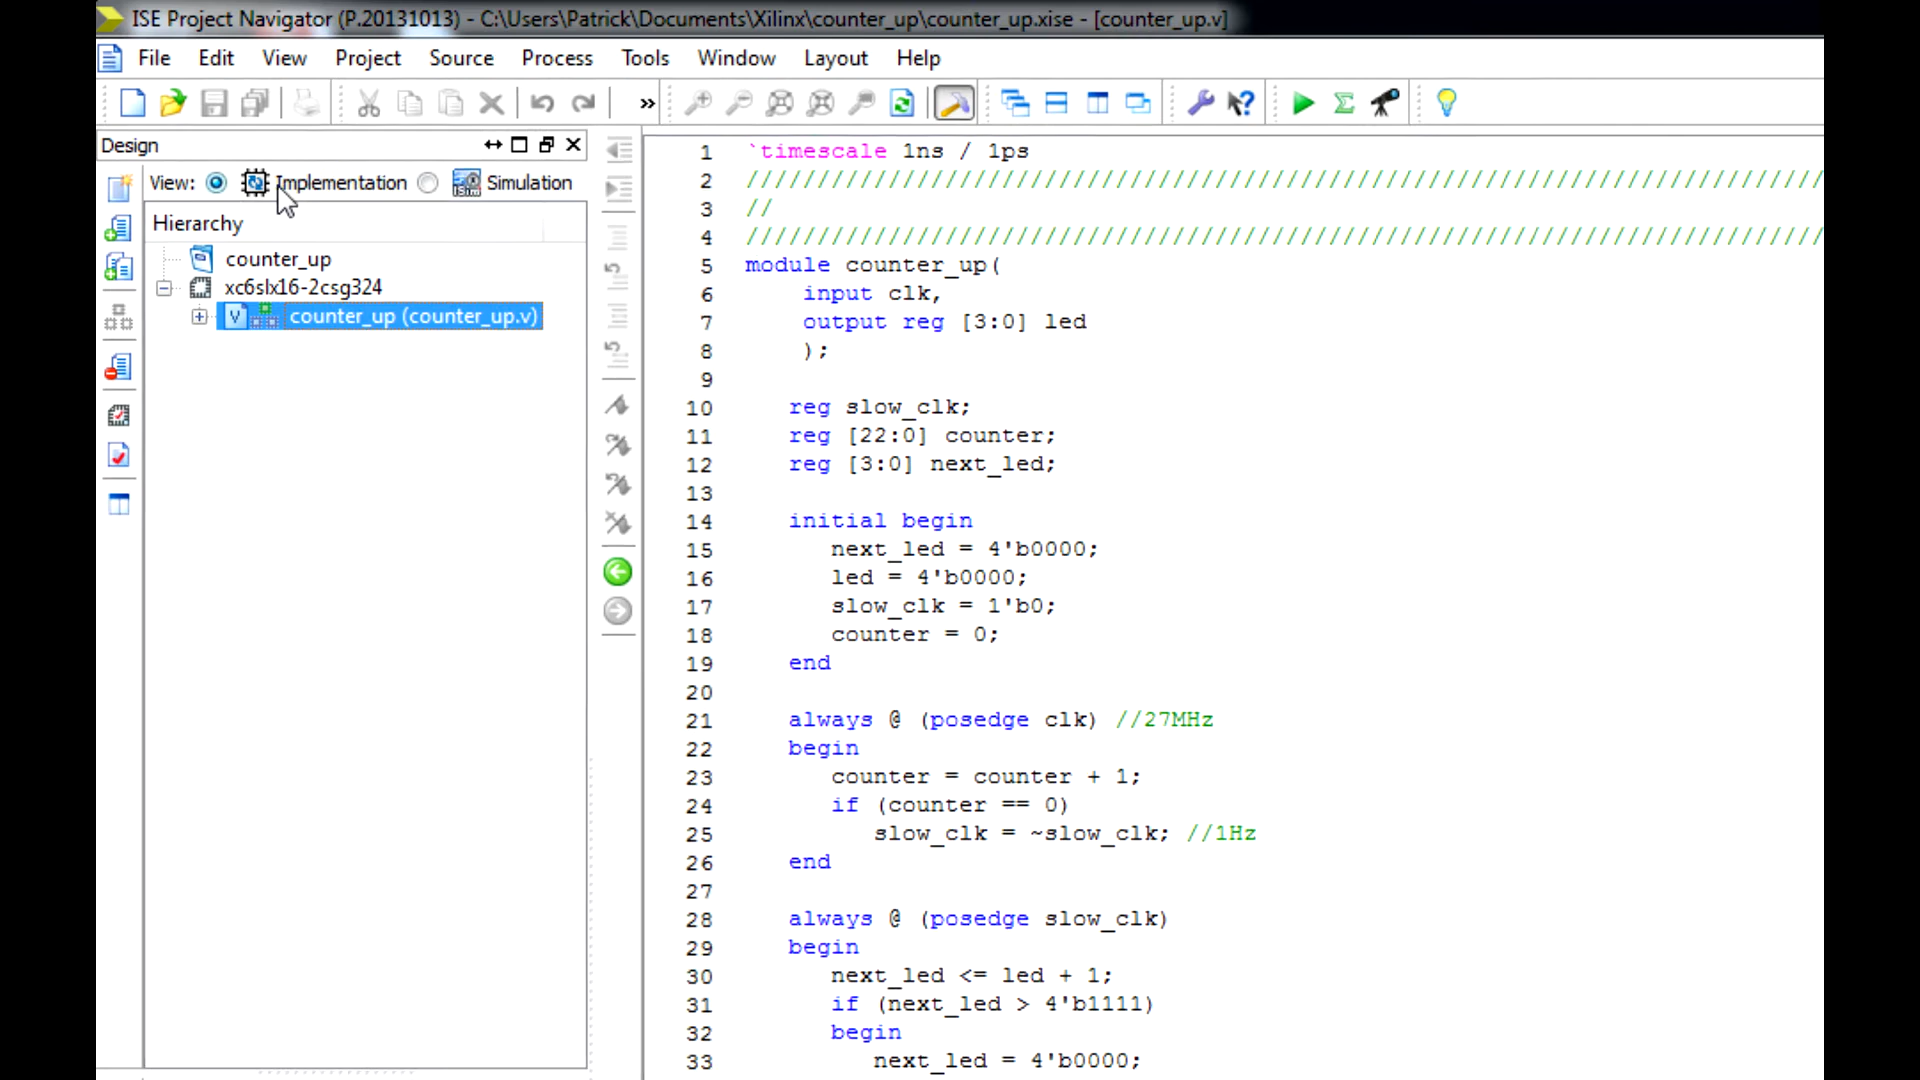 ISE Project Navigator (P.20131013) - C:\Users\Patrick\Documents\Xilinx\counter_up\counter_up.xise - [counter_up.v]
File Edit View Project Source Process Tools Window Layout Help
»
Design
View: Implementation Simulation
Hierarchy
counter_up
xc6slx16-2csg324
counter_up (counter_up.v)
1 `timescale 1ns / 1ps
2 ////////////////////////////////////////////////////////////////////////////
3 //
4 ////////////////////////////////////////////////////////////////////////////
5 module counter_up(
6 input clk,
7 output reg [3:0] led
8 );
9
10 reg slow_clk;
11 reg [22:0] counter;
12 reg [3:0] next_led;
13
14 initial begin
15 next_led = 4'b0000;
16 led = 4'b0000;
17 slow_clk = 1'b0;
18 counter = 0;
19 end
20
21 always @ (posedge clk) //27MHz
22 begin
23 counter = counter + 1;
24 if (counter == 0)
25 slow_clk = ~slow_clk; //1Hz
26 end
27
28 always @ (posedge slow_clk)
29 begin
30 next_led <= led + 1;
31 if (next_led > 4'b1111)
32 begin
33 next_led = 4'b0000;